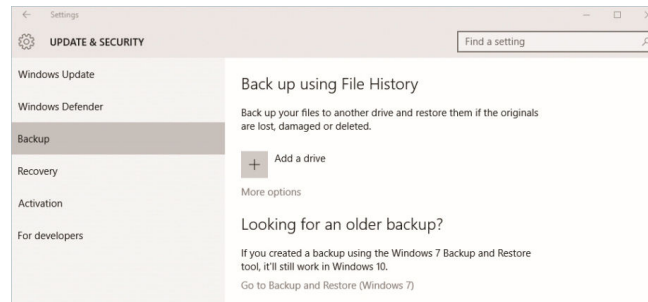 Settings
UPDATE & SECURITY
Find a setting
Windows Update
Windows Defender
Backup
Recovery
Activation
For developers
Back up using File History
Back up your files to another drive and restore them if the originals
are lost, damaged or deleted.
Add a drive
More options
Looking for an older backup?
If you created a backup using the Windows 7 Backup and Restore
tool, it'll still work in Windows 10.
Go to Backup and Restore (Windows 7)